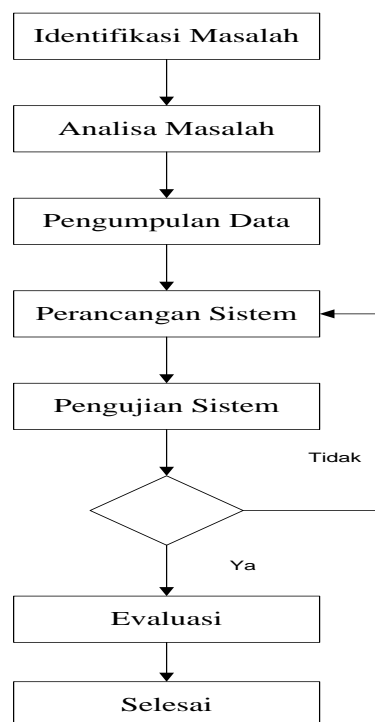 Identifikasi Masalah
Analisa Masalah
Pengumpulan Data
Perancangan Sistem
Pengujian Sistem
Tidak
Ya
Evaluasi
Selesai